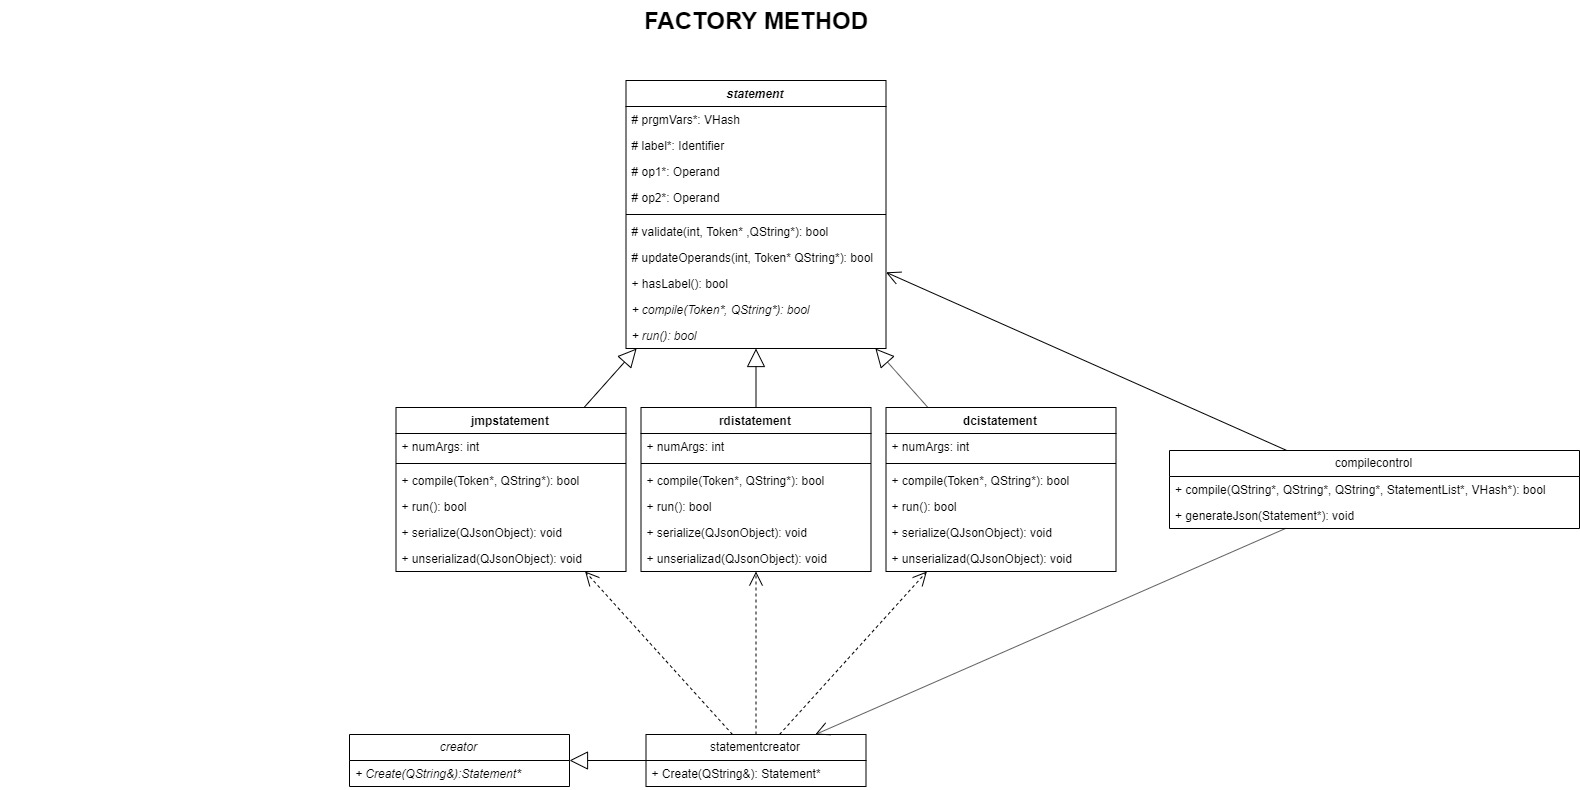 FACTORY METHOD
statement
# prgmVars*: VHash
# label*: Identifier
# op1*: Operand
# op2*: Operand
# validate(int, Token* ,QString*): bool
# updateOperands(int, Token* QString*): bool
+ hasLabel(): bool
+ compile(Token*, QString*): bool
+ run(): bool
jmpstatement
+ numArgs: int
+ compile(Token*, QString*): bool
+ run(): bool
+ serialize(QJsonObject): void
+ unserializad(QJsonObject): void
rdistatement
+ numArgs: int
+ compile(Token*, QString*): bool
+ run(): bool
+ serialize(QJsonObject): void
+ unserializad(QJsonObject): void
dcistatement
+ numArgs: int
+ compile(Token*, QString*): bool
+ run(): bool
+ serialize(QJsonObject): void
+ unserializad(QJsonObject): void
compilecontrol
+ compile(QString*, QString*, QString*, StatementList*, VHash*): bool
+ generateJson(Statement*): void
creator
+ Create(QString&):Statement*
statementcreator
+ Create(QString&): Statement*